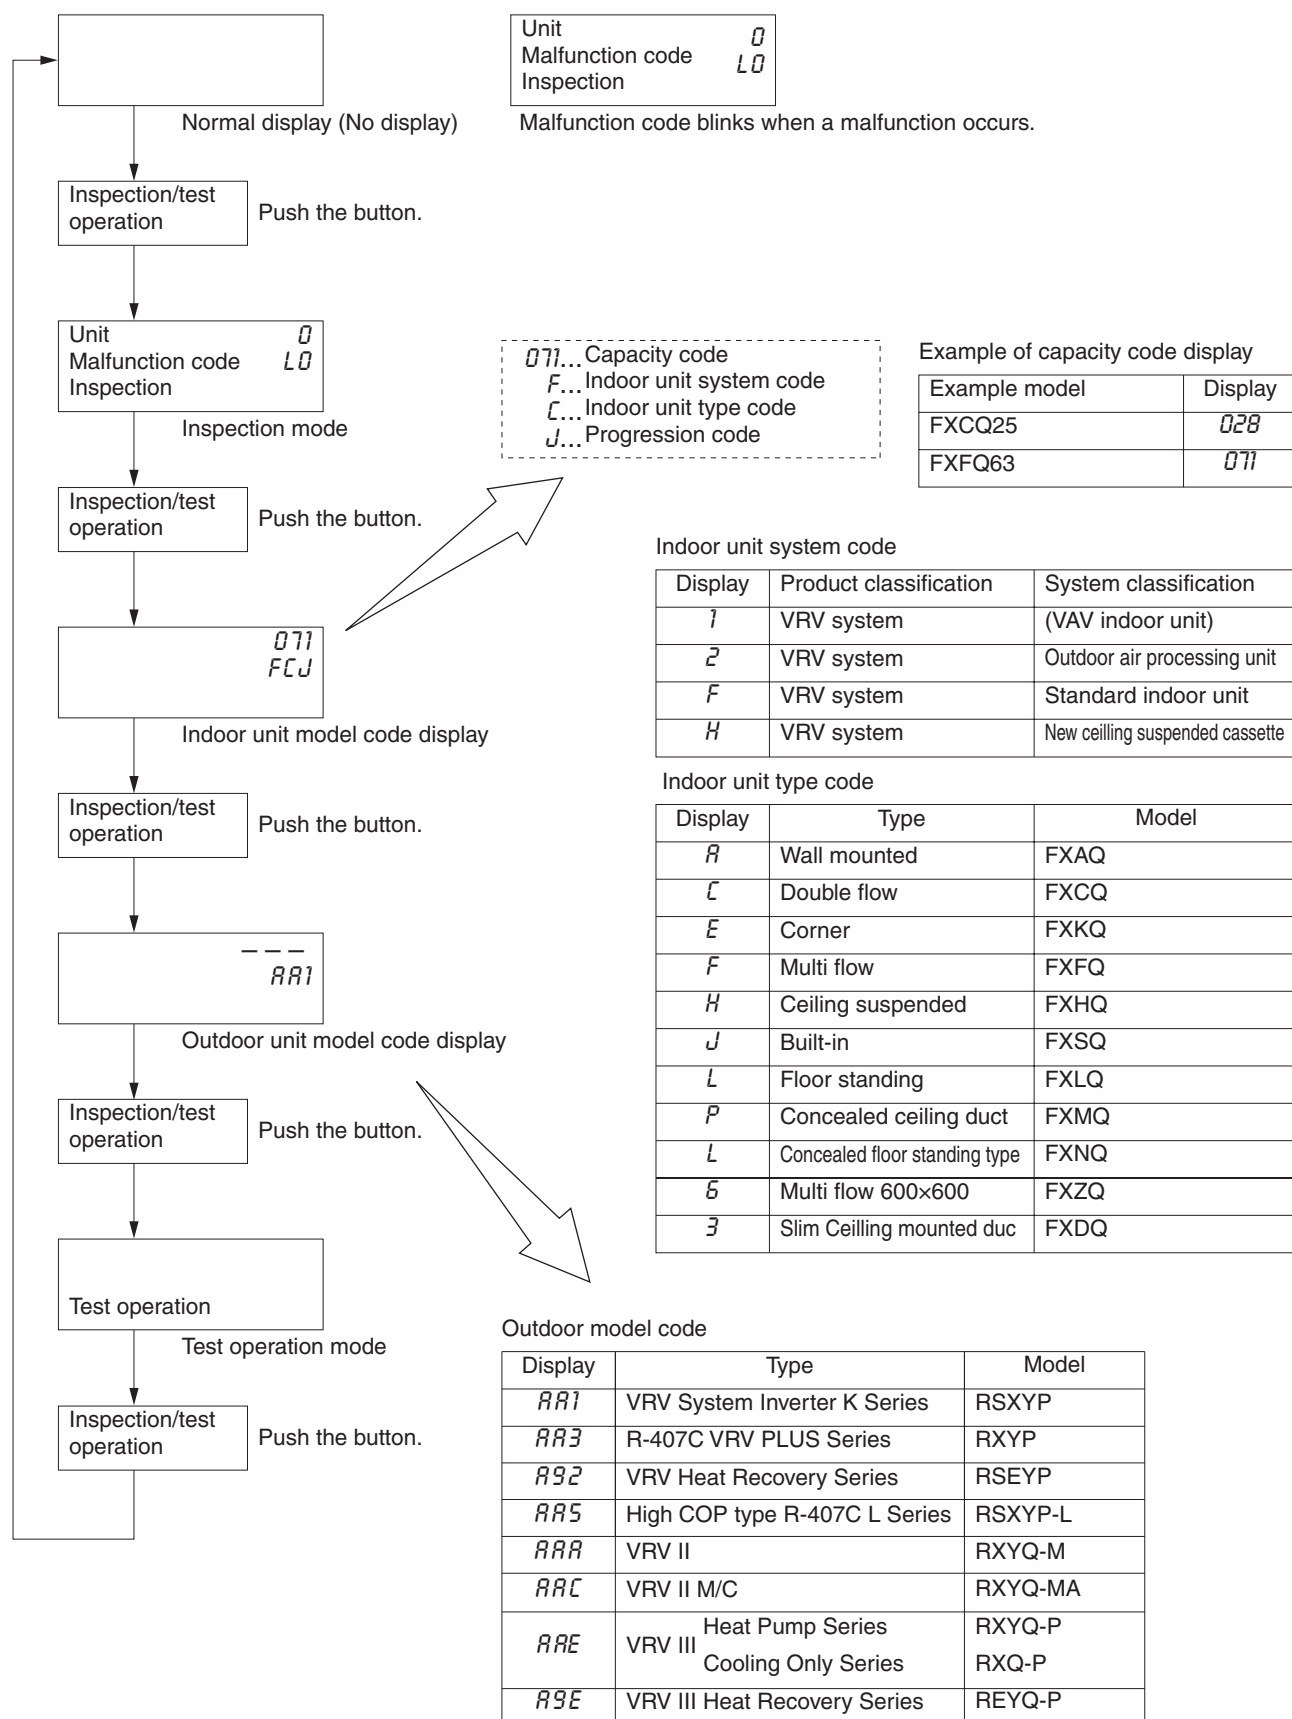 Unit 0
Malfunction code L0
Inspection
Normal display (No display)
Malfunction code blinks when a malfunction occurs.
Inspection/test
operation
Push the button.
Unit 0
Malfunction code L0
Inspection
Inspection mode
Inspection/test
operation
Push the button.
071
FCJ
Indoor unit model code display
Inspection/test
operation
Push the button.
– – –
AA1
Outdoor unit model code display
Inspection/test
operation
Push the button.
Test operation
Test operation mode
Inspection/test
operation
Push the button.
071...Capacity code
F...Indoor unit system code
C...Indoor unit type code
J...Progression code
Example of capacity code display
Example model Display
FXCQ25 028
FXFQ63 071
Indoor unit system code
Display Product classification System classification
1 VRV system (VAV indoor unit)
2 VRV system Outdoor air processing unit
F VRV system Standard indoor unit
H VRV system New ceilling suspended cassette
Indoor unit type code
Display Type Model
A Wall mounted FXAQ
C Double flow FXCQ
E Corner FXKQ
F Multi flow FXFQ
H Ceiling suspended FXHQ
J Built-in FXSQ
L Floor standing FXLQ
P Concealed ceiling duct FXMQ
L Concealed floor standing type FXNQ
6 Multi flow 600×600 FXZQ
3 Slim Ceilling mounted duc FXDQ
Outdoor model code
Display Type Model
AA1 VRV System Inverter K Series RSXYP
AA3 R-407C VRV PLUS Series RXYP
A92 VRV Heat Recovery Series RSEYP
AA5 High COP type R-407C L Series RSXYP-L
AAA VRV II RXYQ-M
AAC VRV II M/C RXYQ-MA
AAE VRV III Heat Pump Series RXYQ-P
Cooling Only Series RXQ-P
A9E VRV III Heat Recovery Series REYQ-P